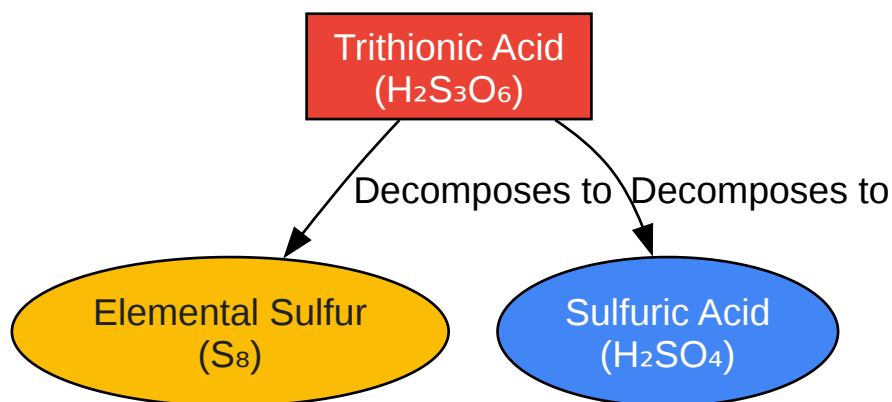 Trithionic Acid
(H₂S₃O₆)
Decomposes to
Decomposes to
Elemental Sulfur
(S₈)
Sulfuric Acid
(H₂SO₄)